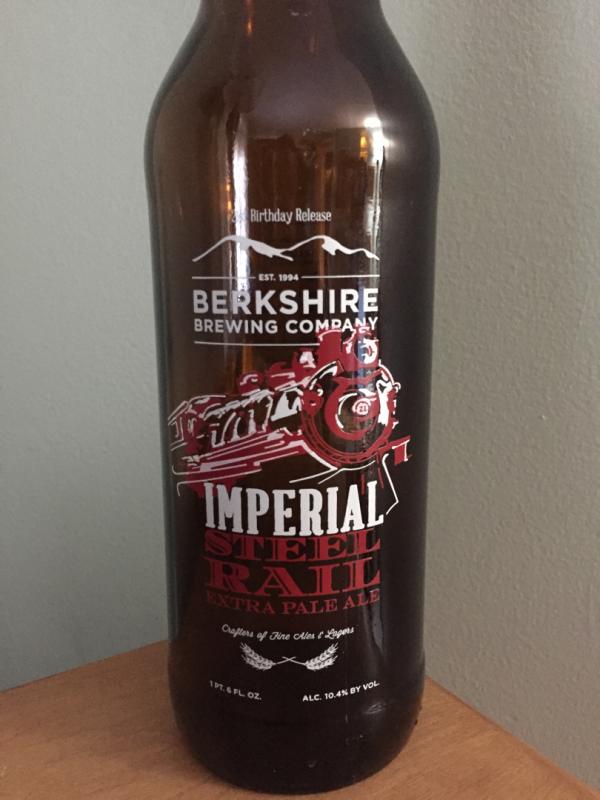 Birthday Release
EST. 1994
BERKSHIRE
BREWING COMPANY
IMPERIAL
STEEL
RAIL
EXTRA PALE ALE
Crafters of Fine Ales & Lagers
1 PT. 6 FL. OZ.
ALC. 10.4% BY VOL.